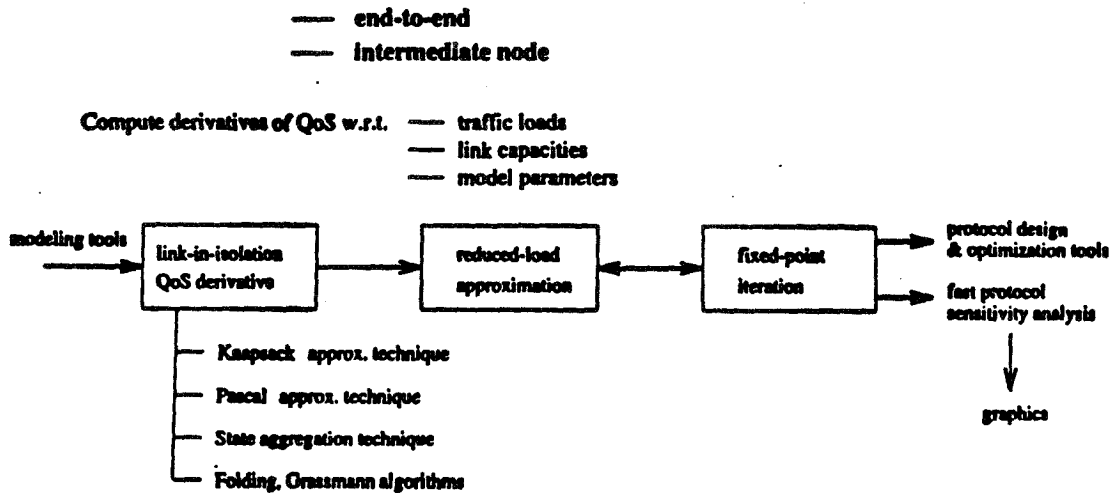 end-to-end
intermediate node
Compute derivatives of QoS w.r.t.
traffic loads
link capacities
model parameters
modeling tools
link-in-isolation
QoS derivative
reduced-load
approximation
fixed-point
iteration
protocol design
& optimization tools
fast protocol
sensitivity analysis
graphics
Knapsack approx. technique
Pascal approx. technique
State aggregation technique
Folding, Grassmann algorithms